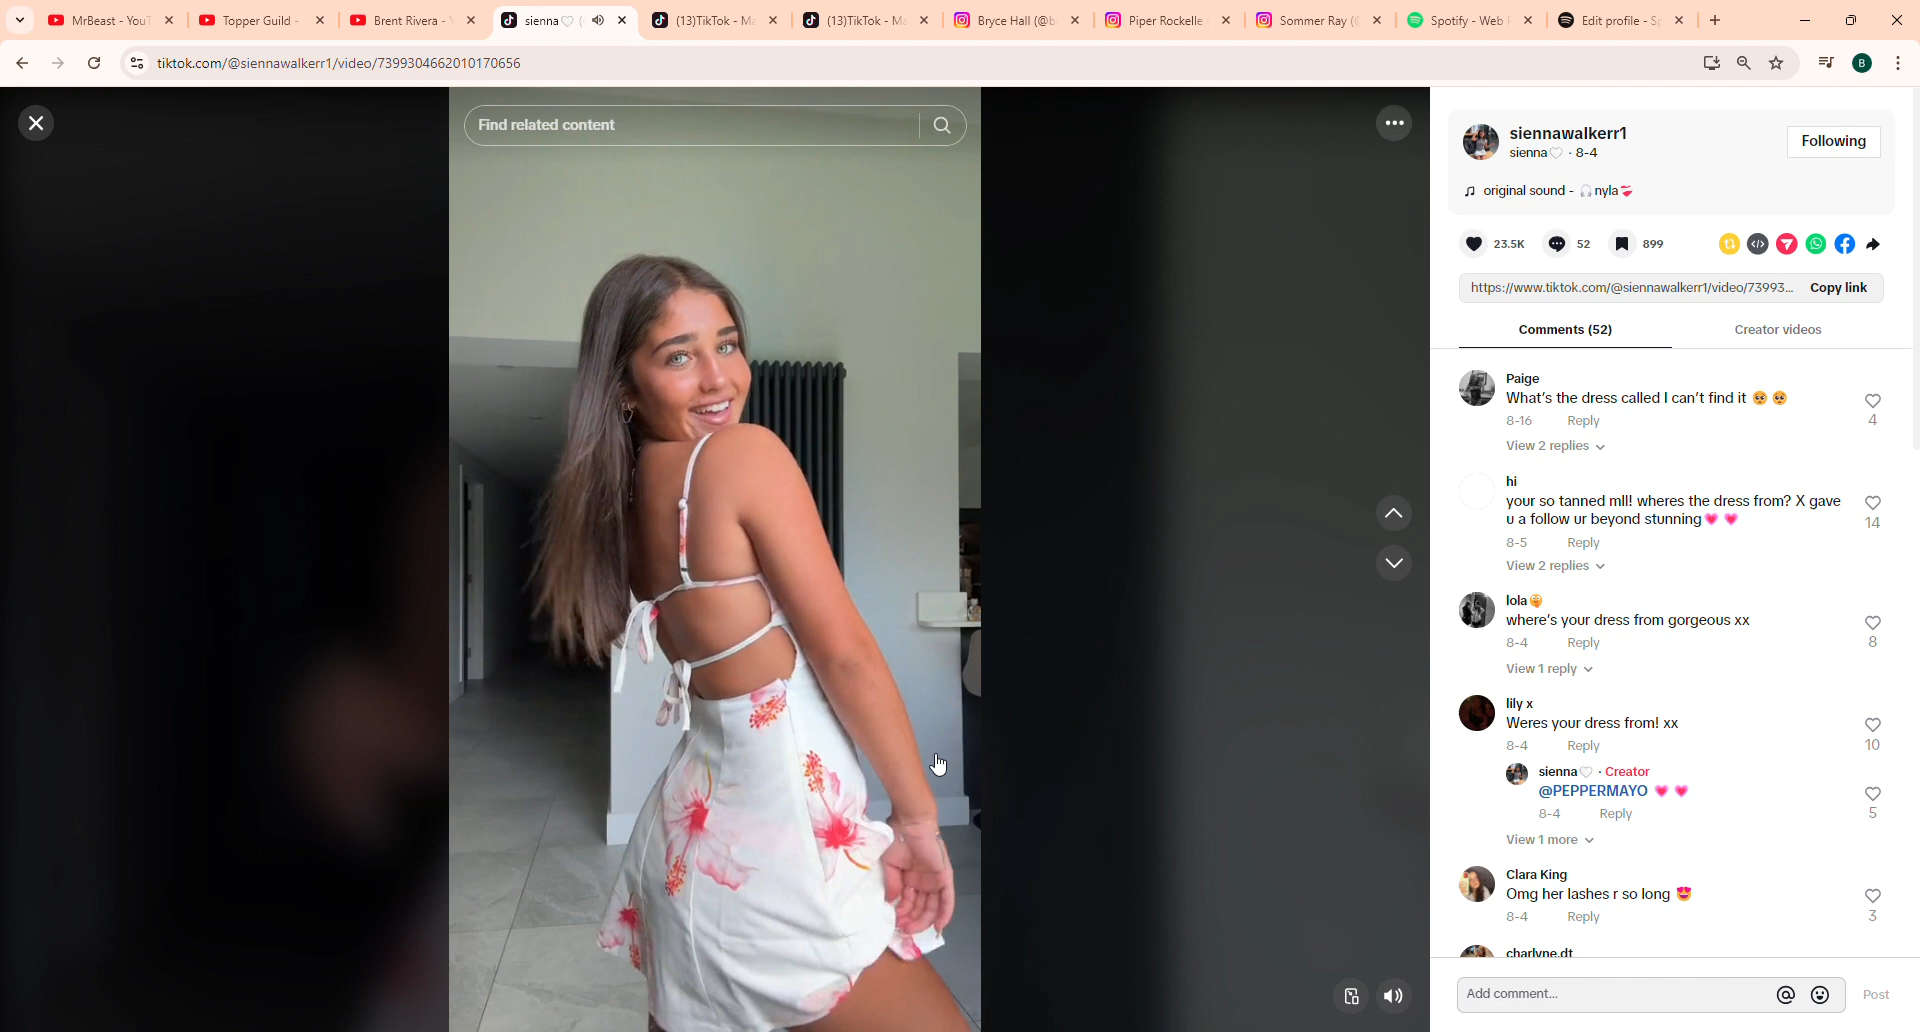 MrBeast - YouT
Topper Guild -
Brent Rivera -
sienna🤍
(13)TikTok - Ma
(13)TikTok - Ma
Bryce Hall (@b
Piper Rockelle
Sommer Ray (
Spotify - Web
Edit profile - Sp
tiktok.com/@siennawalkerr1/video/7399304662010170656
B
Find related content
siennawalkerr1
sienna🤍 · 8-4
Following
original sound - 🎧nyla💝
23.5K
52
899
https://www.tiktok.com/@siennawalkerr1/video/73993...
Copy link
Comments (52)
Creator videos
Paige
What's the dress called I can't find it 🥺🥺
8-16 Reply
4
View 2 replies
hi
your so tanned mll! wheres the dress from? X gave
u a follow ur beyond stunning💗💗
14
8-5 Reply
View 2 replies
lola🤪
where's your dress from gorgeous xx
8-4 Reply
8
View 1 reply
lily x
Weres your dress from! xx
8-4 Reply
10
sienna🤍 · Creator
@PEPPERMAYO 💗💗
8-4 Reply
5
View 1 more
Clara King
Omg her lashes r so long 😍
8-4 Reply
3
charlyne.dt
Add comment...
Post